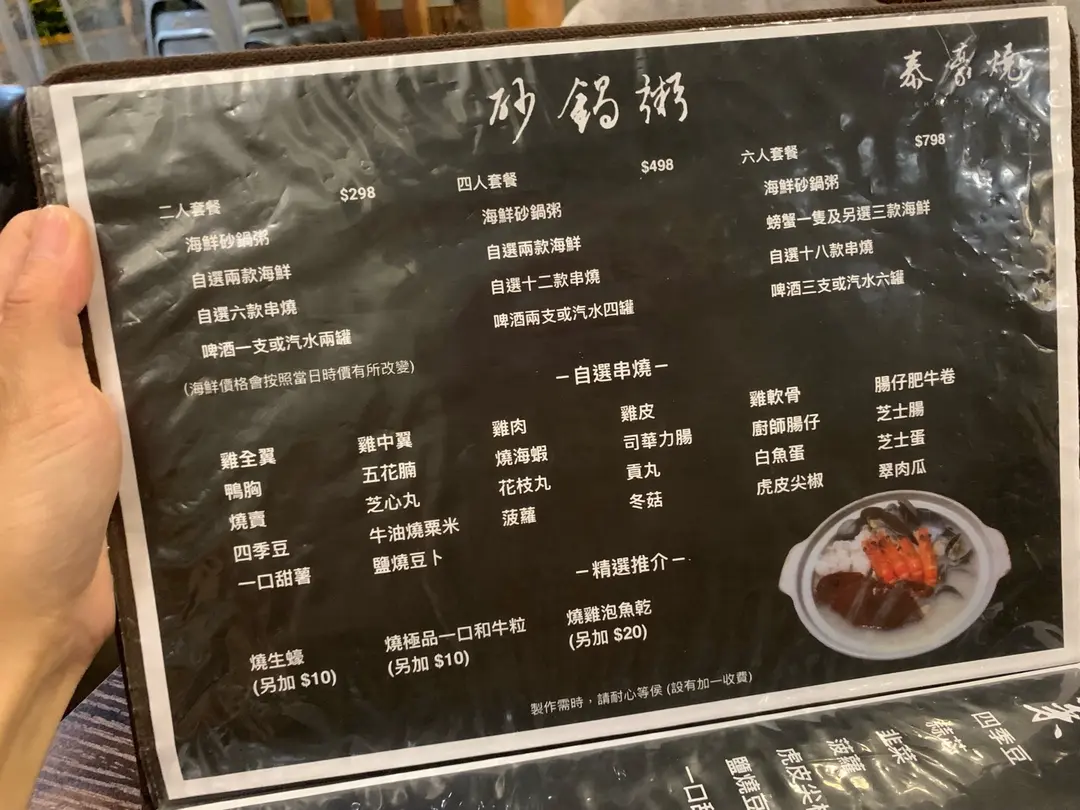 砂鍋粥
泰豪燒
二人套餐 $298
海鮮砂鍋粥
自選兩款海鮮
自選六款串燒
啤酒一支或汽水兩罐
(海鮮價格會按照當日時價有所改變)
四人套餐 $498
海鮮砂鍋粥
自選兩款海鮮
自選十二款串燒
啤酒兩支或汽水四罐
六人套餐 $798
海鮮砂鍋粥
螃蟹一隻及另選三款海鮮
自選十八款串燒
啤酒三支或汽水六罐
－自選串燒－
雞全翼
鴨胸
燒賣
四季豆
一口甜薯
雞中翼
五花腩
芝心丸
牛油燒粟米
鹽燒豆卜
雞肉
燒海蝦
花枝丸
菠蘿
雞皮
司華力腸
貢丸
冬菇
雞軟骨
廚師腸仔
白魚蛋
虎皮尖椒
腸仔肥牛卷
芝士腸
芝士蛋
翠肉瓜
－精選推介－
燒生蠔
(另加 $10)
燒極品一口和牛粒
(另加 $10)
燒雞泡魚乾
(另加 $20)
製作需時，請耐心等侯 (設有加一收費)
四季豆
韭菜
菠蘿
虎皮尖
鹽燒豆
一口甜